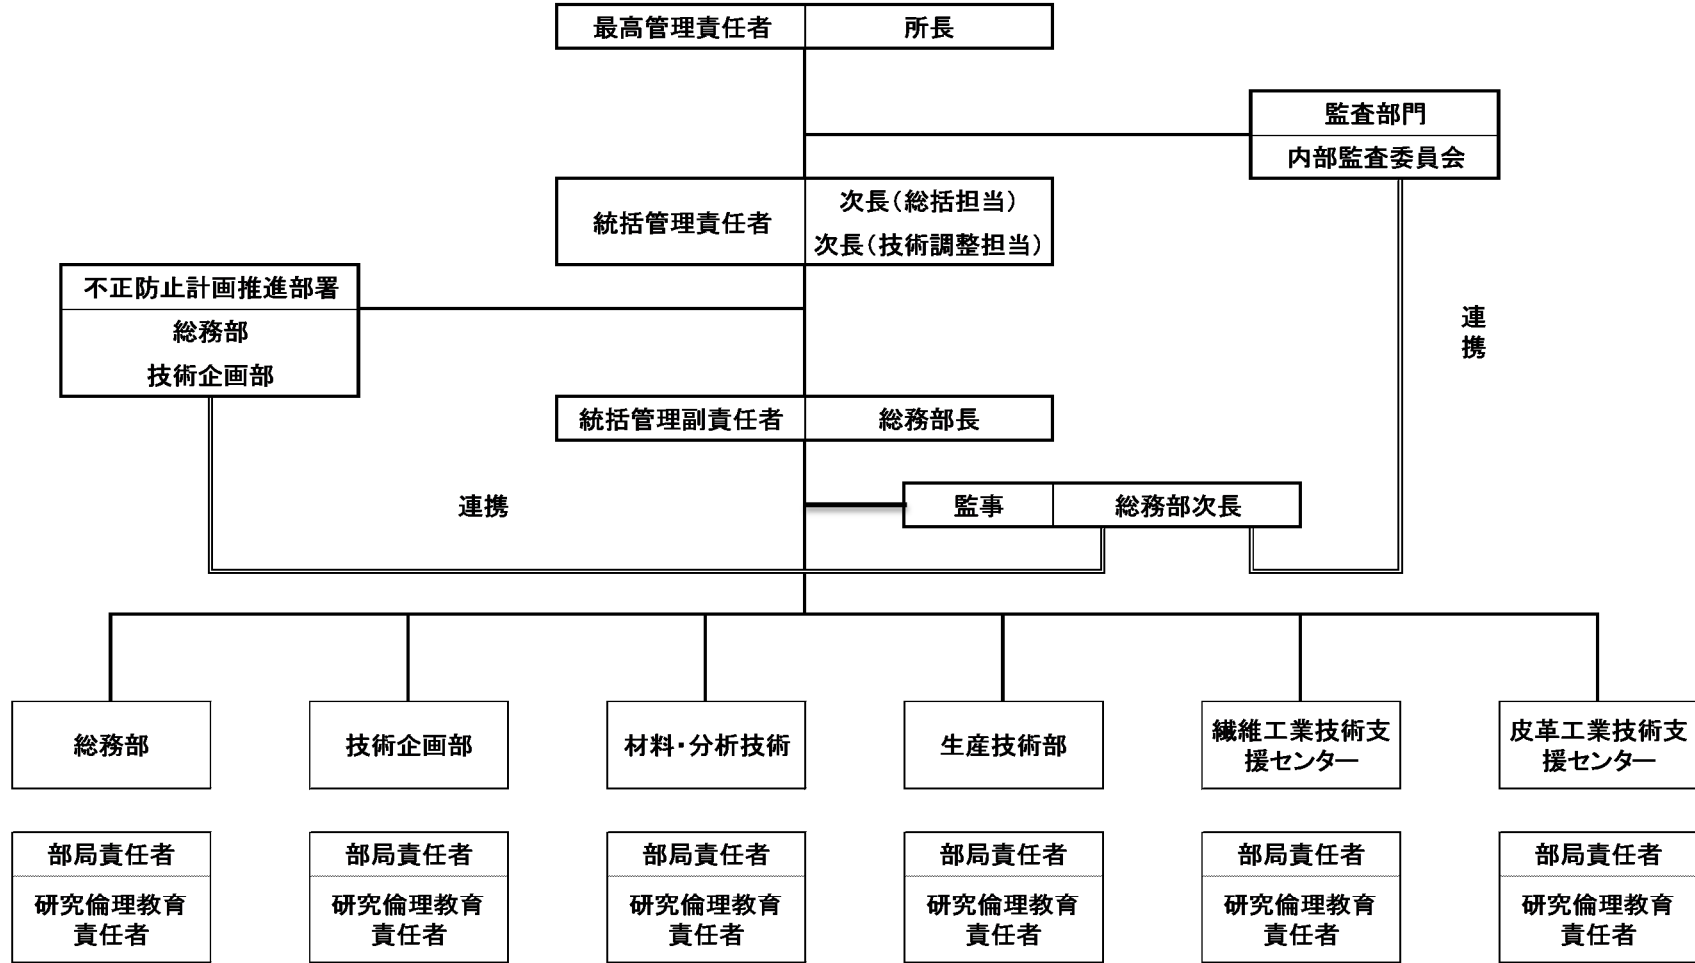 最高管理責任者 所長
監査部門
内部監査委員会
統括管理責任者
次長（総括担当）
次長（技術調整担当）
不正防止計画推進部署
総務部
技術企画部
連
携
統括管理副責任者 総務部長
連携
監事 総務部次長
総務部
技術企画部
材料・分析技術
生産技術部
繊維工業技術支
援センター
皮革工業技術支
援センター
部局責任者
研究倫理教育
責任者
部局責任者
研究倫理教育
責任者
部局責任者
研究倫理教育
責任者
部局責任者
研究倫理教育
責任者
部局責任者
研究倫理教育
責任者
部局責任者
研究倫理教育
責任者